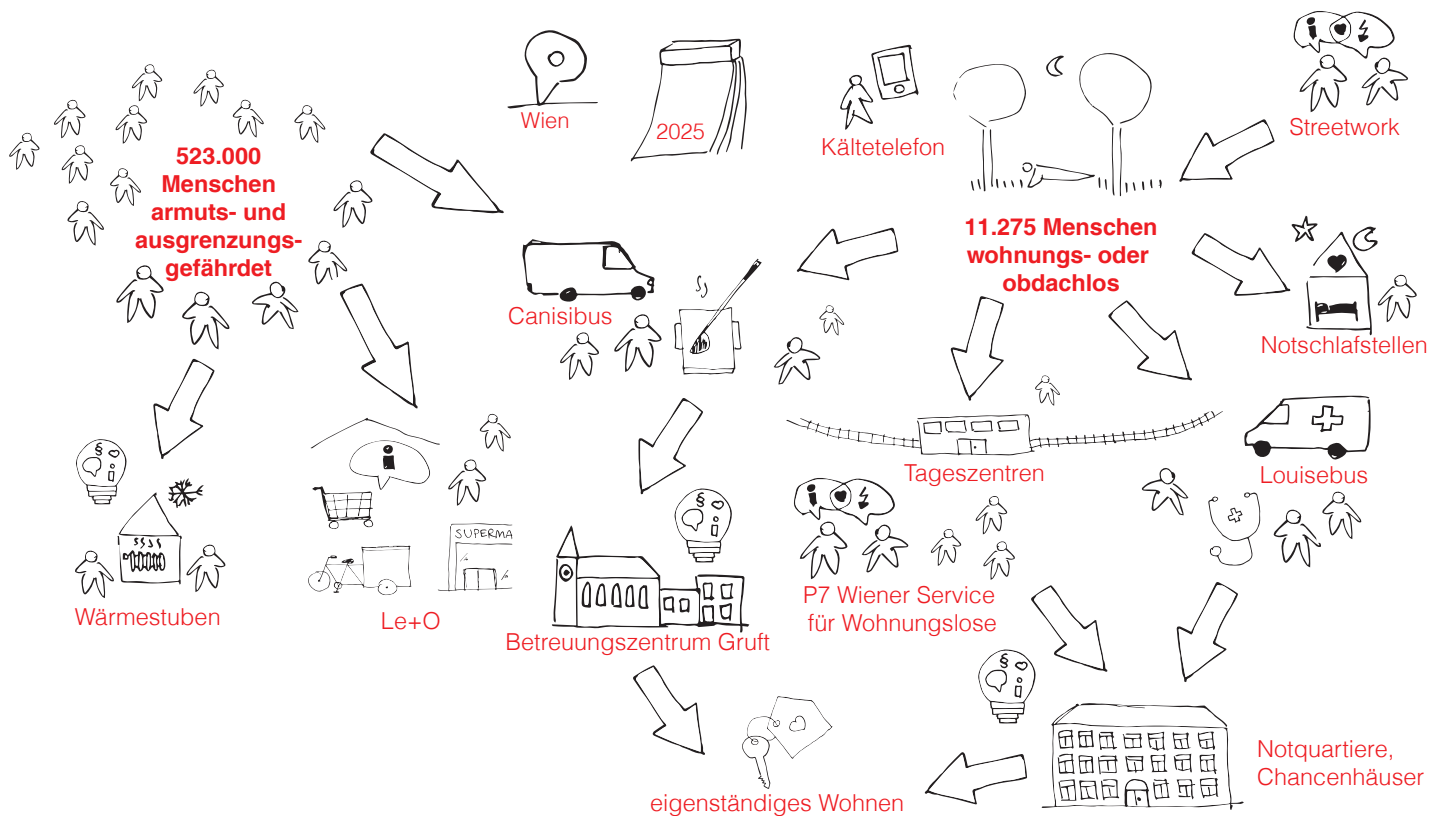 Wien
2025
Kältetelefon
Streetwork
523.000
Menschen
armuts- und
ausgrenzungs-
gefährdet
11.275 Menschen
wohnungs- oder
obdachlos
Canisibus
Notschlafstellen
Tageszentren
Louisebus
SUPERMA
Wärmestuben
Le+O
Betreuungszentrum Gruft
P7 Wiener Service
für Wohnungslose
Notquartiere,
Chancenhäuser
eigenständiges Wohnen